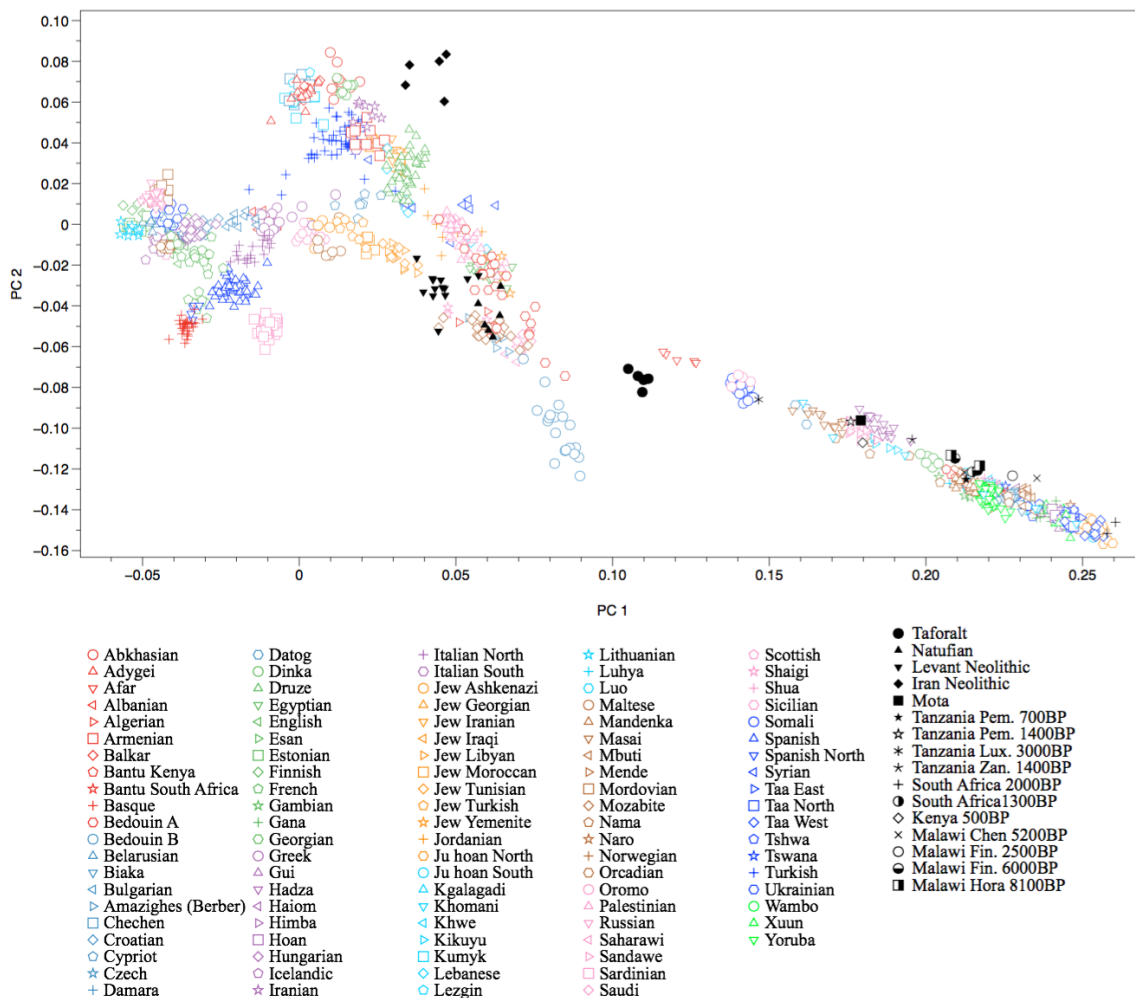 0.10
0.08
0.06
0.04
0.02
0
−0.02
−0.04
−0.06
−0.08
−0.10
−0.12
−0.14
−0.16
PC 2
−0.05
0
0.05
0.10
0.15
0.20
0.25
PC 1
Abkhasian
Adygei
Afar
Albanian
Algerian
Armenian
Balkar
Bantu Kenya
Bantu South Africa
Basque
Bedouin A
Bedouin B
Belarusian
Biaka
Bulgarian
Amazighes (Berber)
Chechen
Croatian
Cypriot
Czech
Damara
Datog
Dinka
Druze
Egyptian
English
Esan
Estonian
Finnish
French
Gambian
Gana
Georgian
Greek
Gui
Hadza
Haiom
Himba
Hoan
Hungarian
Icelandic
Iranian
Italian North
Italian South
Jew Ashkenazi
Jew Georgian
Jew Iranian
Jew Iraqi
Jew Libyan
Jew Moroccan
Jew Tunisian
Jew Turkish
Jew Yemenite
Jordanian
Ju hoan North
Ju hoan South
Kgalagadi
Khomani
Khwe
Kikuyu
Kumyk
Lebanese
Lezgin
Lithuanian
Luhya
Luo
Maltese
Mandenka
Masai
Mbuti
Mende
Mordovian
Mozabite
Nama
Naro
Norwegian
Orcadian
Oromo
Palestinian
Russian
Saharawi
Sandawe
Sardinian
Saudi
Scottish
Shaigi
Shua
Sicilian
Somali
Spanish
Spanish North
Syrian
Taa East
Taa North
Taa West
Tshwa
Tswana
Turkish
Ukrainian
Wambo
Xuun
Yoruba
Taforalt
Natufian
Levant Neolithic
Iran Neolithic
Mota
Tanzania Pem. 700BP
Tanzania Pem. 1400BP
Tanzania Lux. 3000BP
Tanzania Zan. 1400BP
South Africa 2000BP
South Africa1300BP
Kenya 500BP
Malawi Chen 5200BP
Malawi Fin. 2500BP
Malawi Fin. 6000BP
Malawi Hora 8100BP